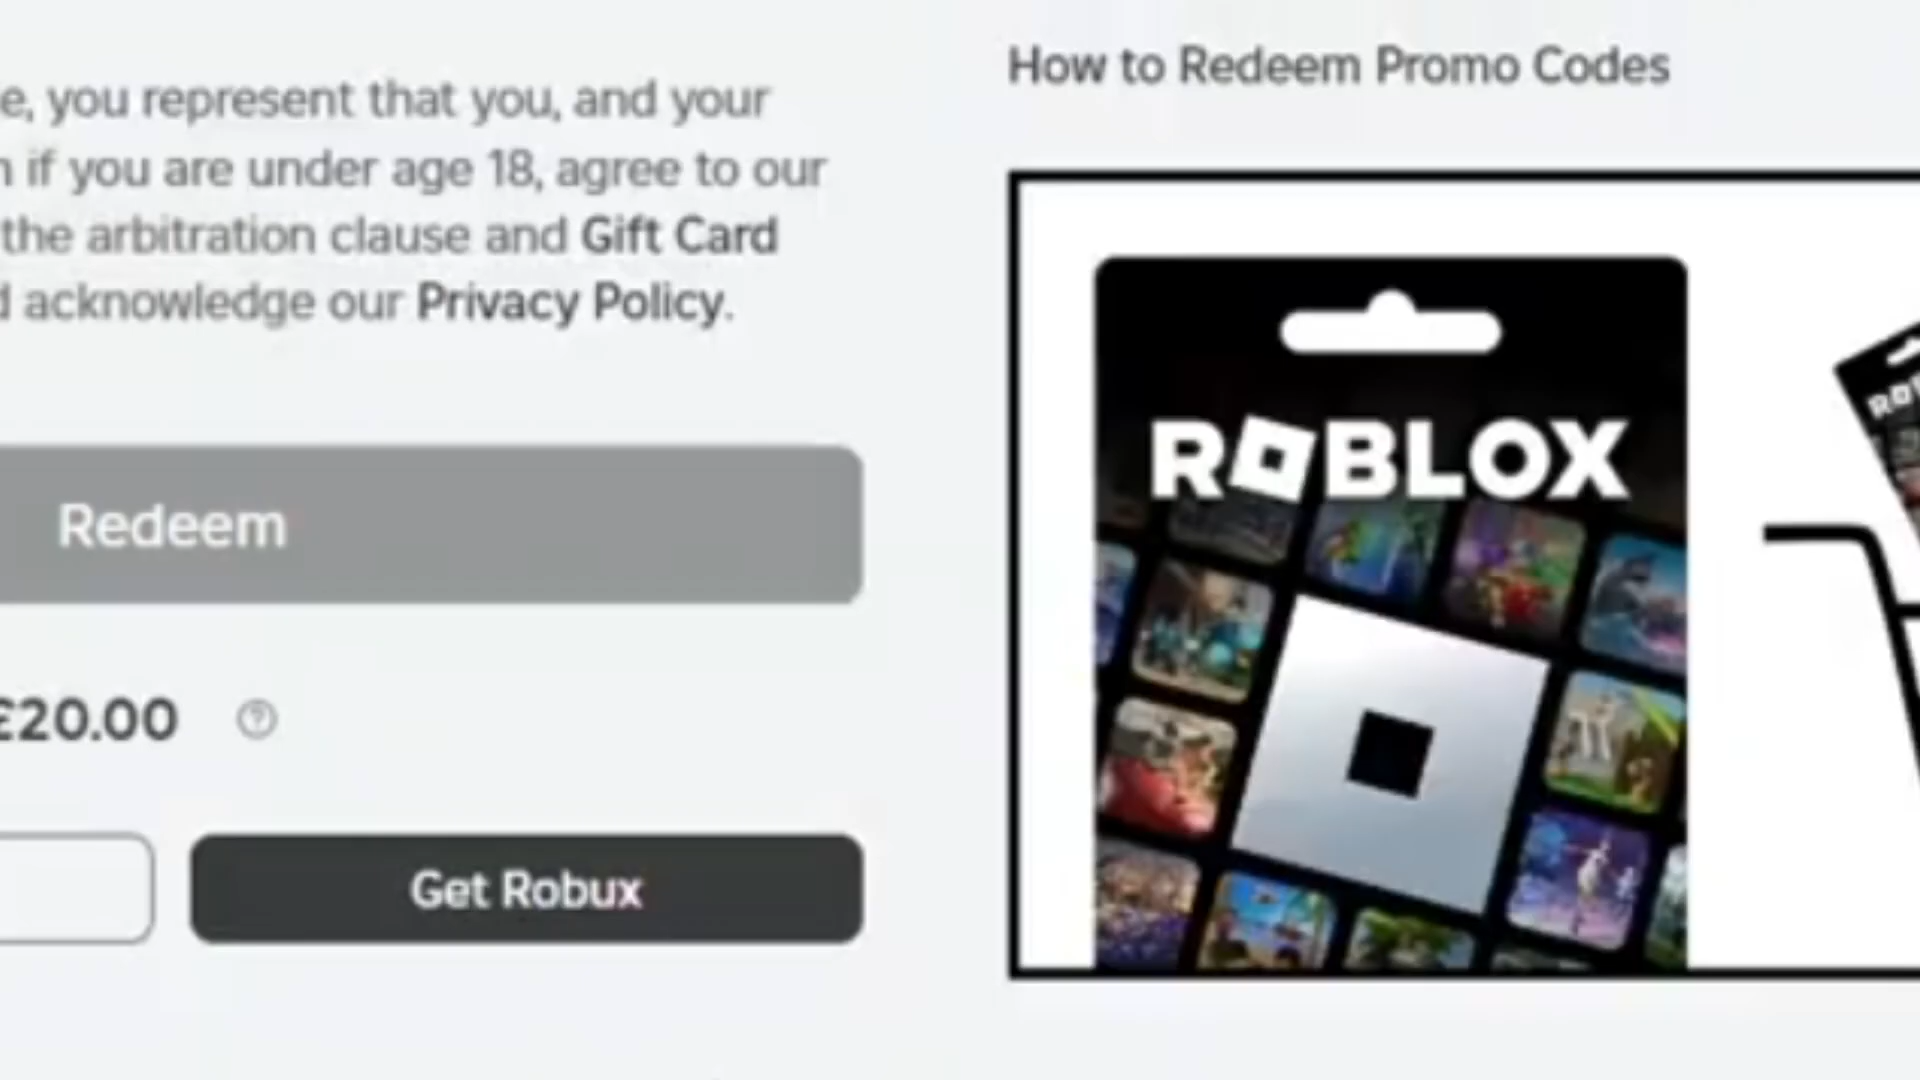 e, you represent that you, and your
if you are under age 18, agree to our
the arbitration clause and Gift Card
acknowledge our Privacy Policy.
Redeem
£20.00
Get Robux
How to Redeem Promo Codes
ROBLOX